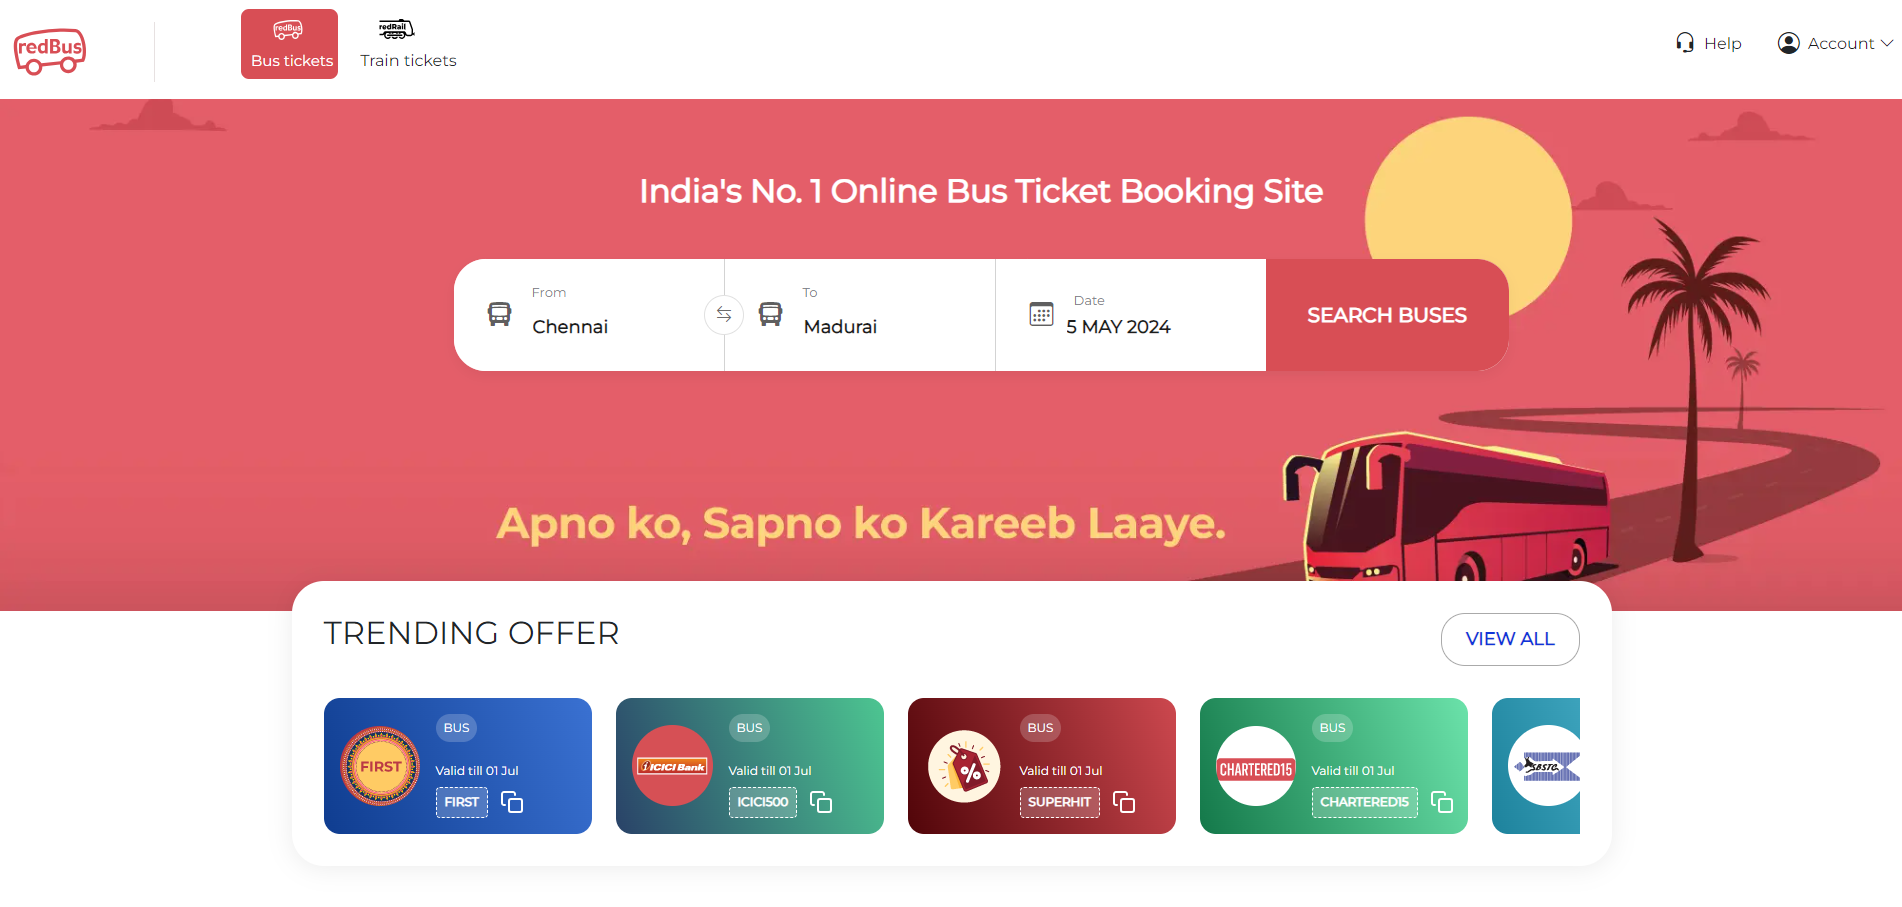 redBus
redBus
Bus tickets
redRail
Train tickets
Help
Account
India's No. 1 Online Bus Ticket Booking Site
From
Chennai
To
Madurai
Date
5 MAY 2024
SEARCH BUSES
Apno ko, Sapno ko Kareeb Laaye.
TRENDING OFFER
VIEW ALL
FIRST
BUS
Valid till 01 Jul
FIRST
ICICI Bank
BUS
Valid till 01 Jul
ICICI500
%
BUS
Valid till 01 Jul
SUPERHIT
CHARTERED15
BUS
Valid till 01 Jul
CHARTERED15
SBSTC